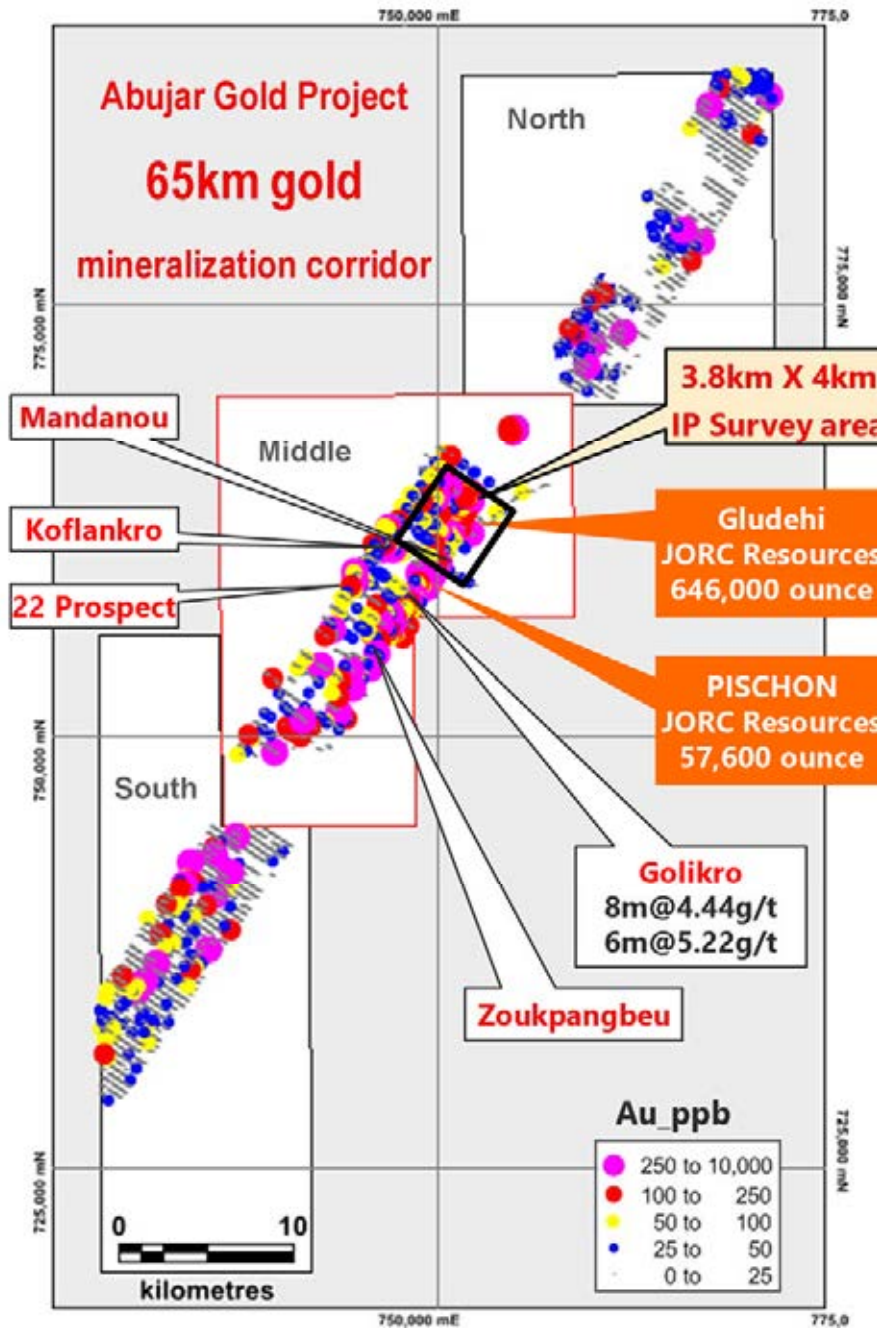 750,000 mE
775,0
Abujar Gold Project
65km gold
mineralization corridor
North
775,000 mN
775,000 mN
3.8km X 4km
IP Survey area
Mandanou
Middle
Koflankro
Gludehi
JORC Resources
646,000 ounce
22 Prospect
PISCHON
JORC Resources
57,600 ounce
750,000 mN
750,000 mN
South
Golikro
8m@4.44g/t
6m@5.22g/t
Zoukpangbeu
Au_ppb
250 to 10,000
100 to 250
50 to 100
25 to 50
0 to 25
725,000 mN
725,000 mN
0 10
kilometres
750,000 mE
775,0